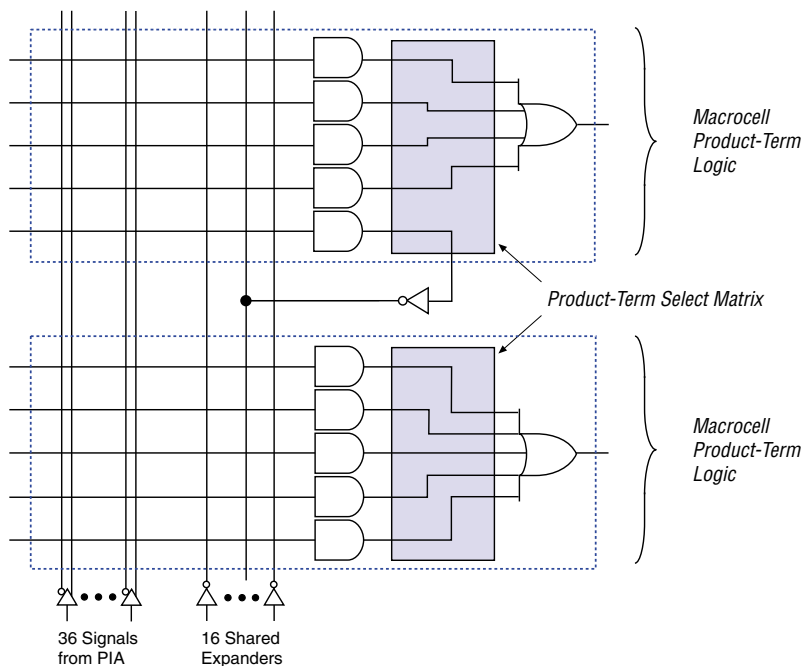 Macrocell
Product-Term
Logic
Product-Term Select Matrix
Macrocell
Product-Term
Logic
36 Signals
from PIA
16 Shared
Expanders